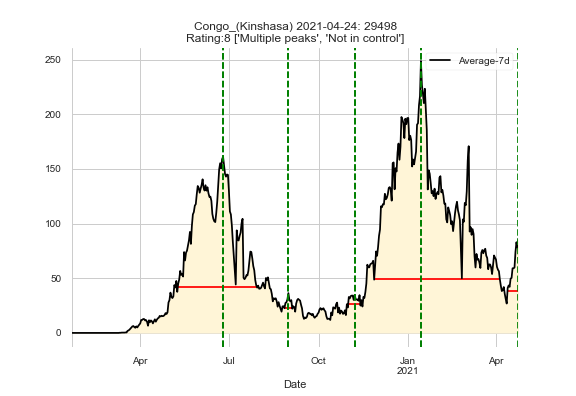 Congo_(Kinshasa) 2021-04-24: 29498
Rating:8 ['Multiple peaks', 'Not in control']
Average-7d
250
200
150
100
50
0
Apr
Jul
Oct
Jan
2021
Apr
Date